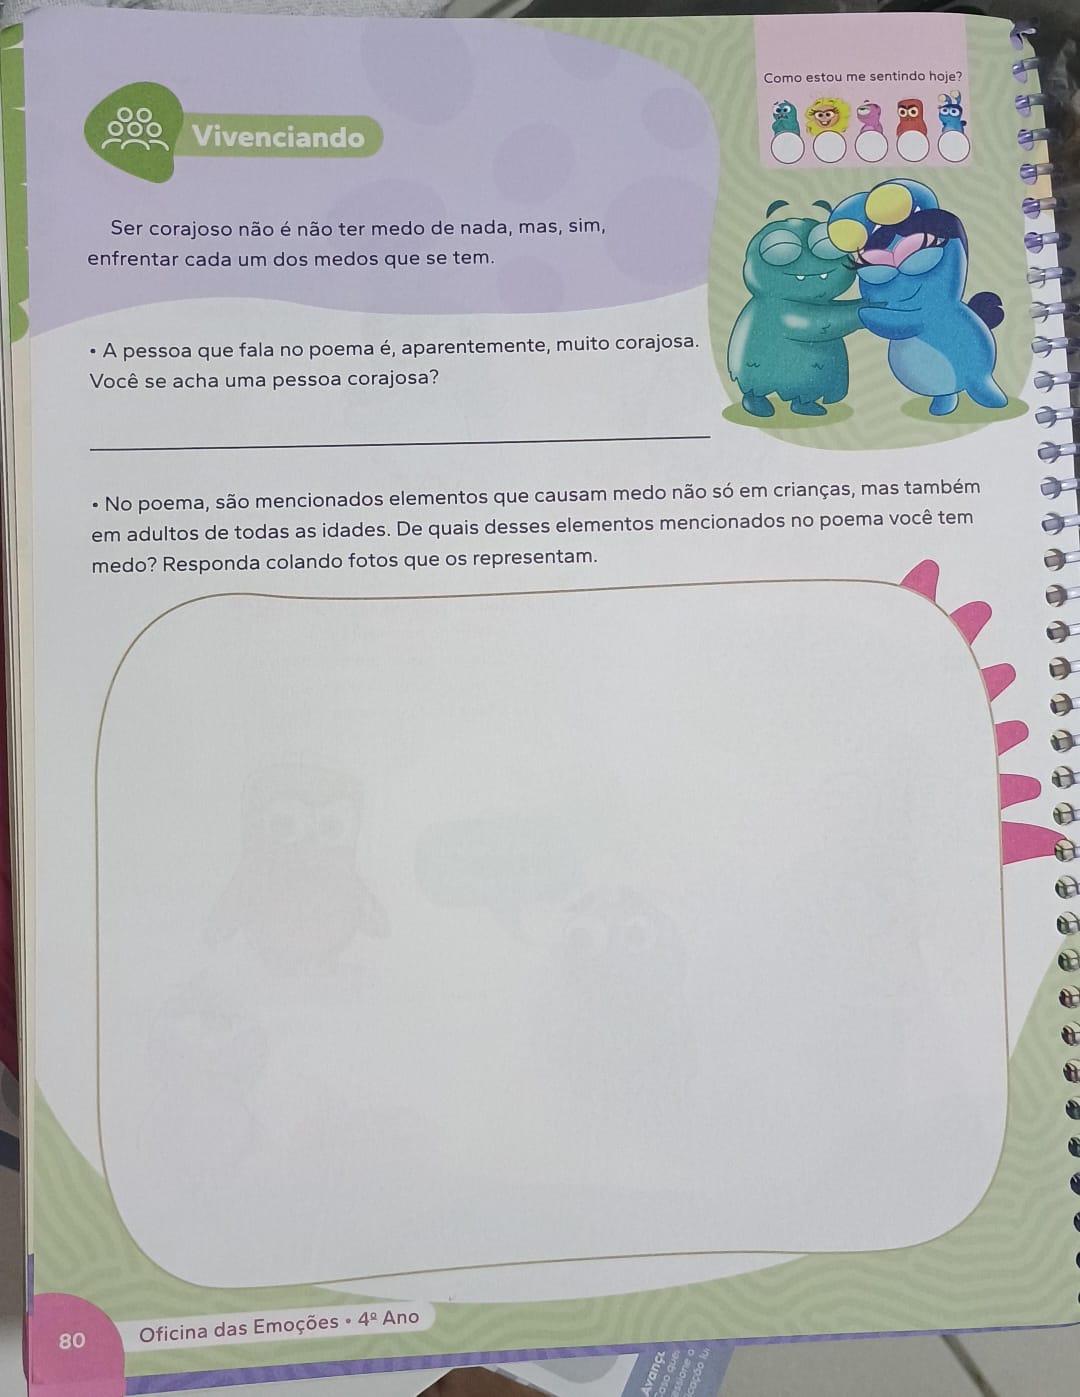 Como estou me sentindo hoje?
Vivenciando
Ser corajoso não é não ter medo de nada, mas, sim,
enfrentar cada um dos medos que se tem.
• A pessoa que fala no poema é, aparentemente, muito corajosa.
Você se acha uma pessoa corajosa?
• No poema, são mencionados elementos que causam medo não só em crianças, mas também
em adultos de todas as idades. De quais desses elementos mencionados no poema você tem
medo? Responda colando fotos que os representam.
80
Oficina das Emoções • 4º Ano